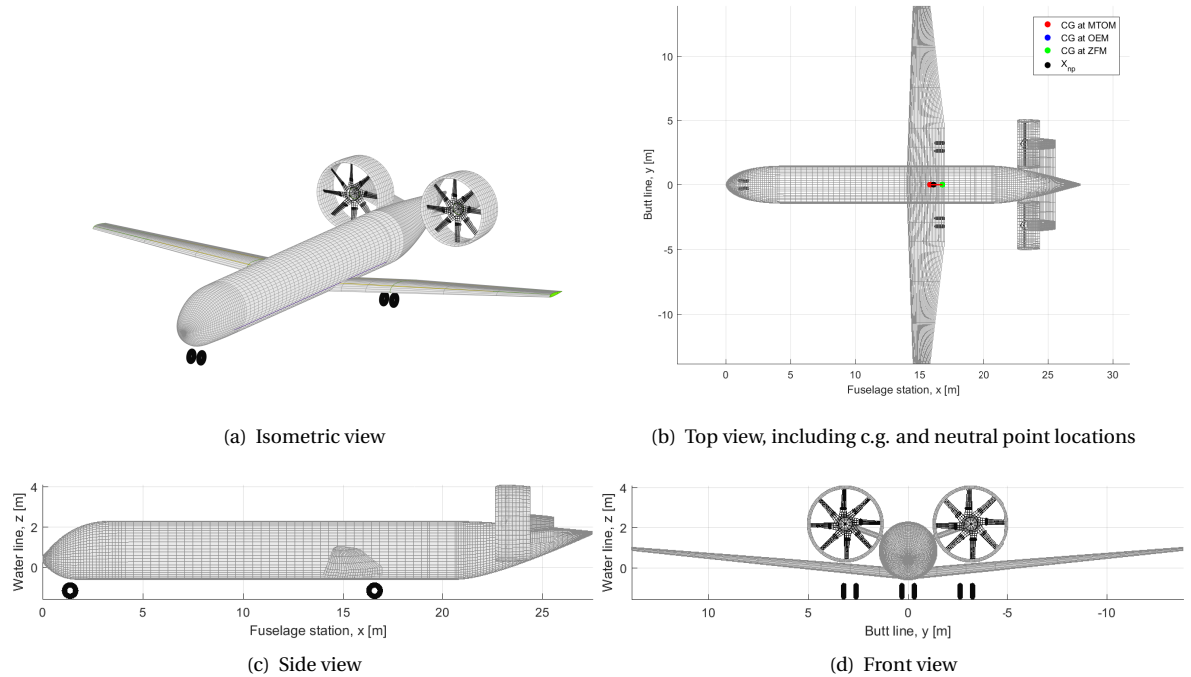 CG at MTOM
CG at OEM
CG at ZFM
X_np
10
5
0
-5
-10
Butt line, y [m]
0 5 10 15 20 25 30
Fuselage station, x [m]
(a) Isometric view
(b) Top view, including c.g. and neutral point locations
4
2
0
Water line, z [m]
0 5 10 15 20 25
Fuselage station, x [m]
(c) Side view
4
2
0
Water line, z [m]
10 5 0 -5 -10
Butt line, y [m]
(d) Front view